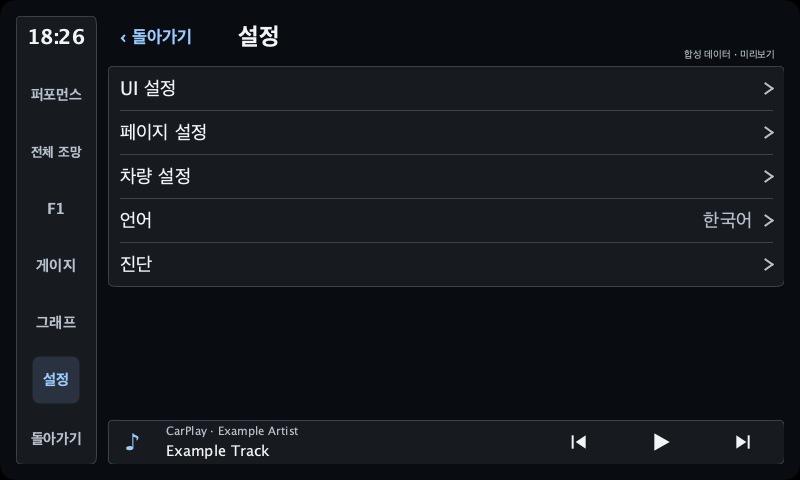 18:26
퍼포먼스
전체 조망
F1
게이지
그래프
설정
돌아가기
‹ 돌아가기
설정
합성 데이터 · 미리보기
UI 설정
페이지 설정
차량 설정
언어 한국어
진단
CarPlay · Example Artist
Example Track